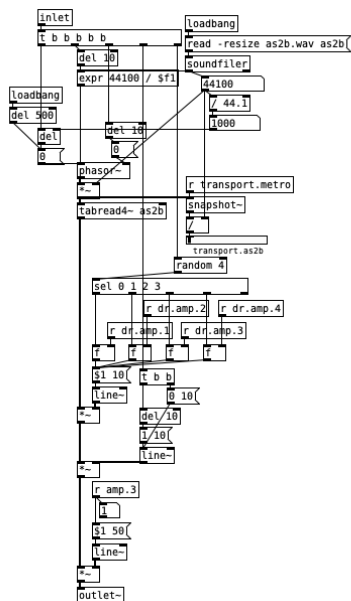 inlet
loadbang
t b b b b b
read -resize as2b.wav as2b
del 10
soundfiler
expr 44100 / $f1
44100
loadbang
/ 44.1
del 500
1000
del
del 10
0
0
phasor~
*~
r transport.metro
tabread4~ as2b
snapshot~
/
transport.as2b
random 4
sel 0 1 2 3
r dr.amp.2
r dr.amp.4
r dr.amp.1
r dr.amp.3
f
f
f
f
$1 10
t b b
line~
0 10
*~
del 10
1 10
line~
*~
r amp.3
1
$1 50
line~
*~
outlet~